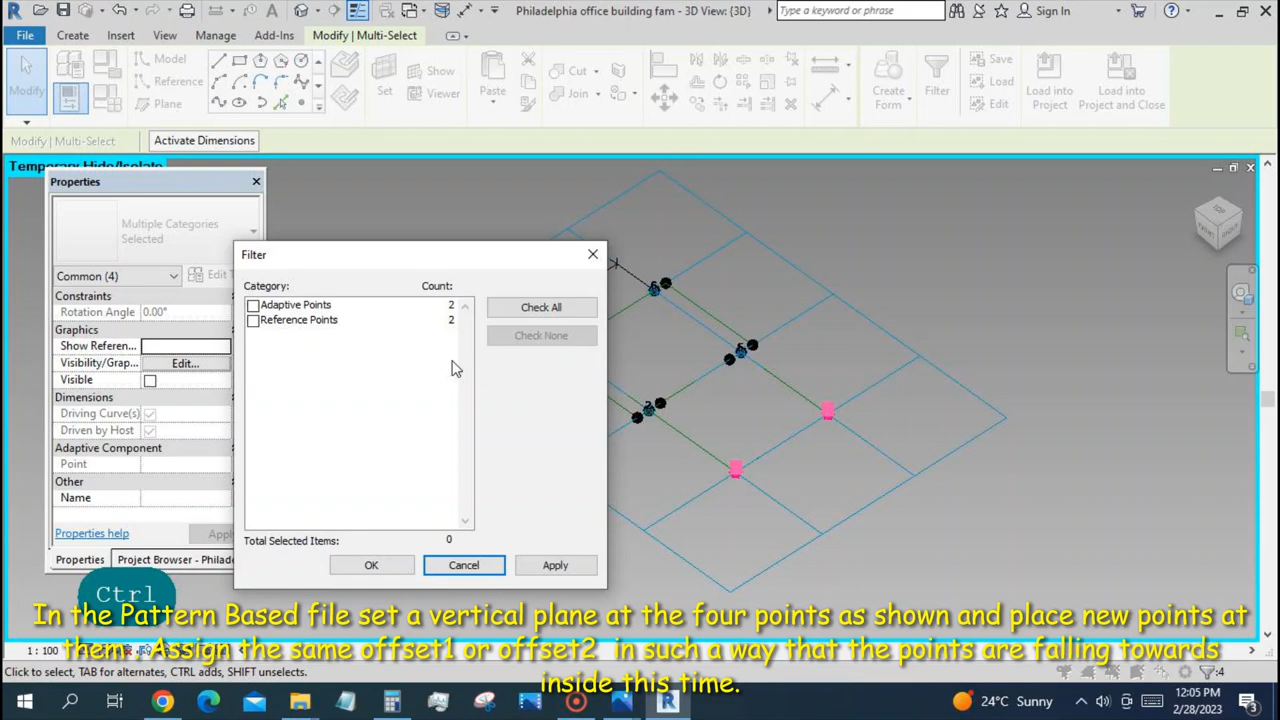 Philadelphia office building fam - 3D View: {3D}
Type a keyword or phrase
Sign In
File Create Insert View Manage Add-Ins Modify | Multi-Select
Model
Reference
Plane
Modify
Set
Show
Viewer
Paste
Cut
Join
Create
Form
Filter
Save
Load
Edit
Load into
Project
Load into
Project and Close
Modify | Multi-Select
Activate Dimensions
Temporary Hide/Isolate
Properties
Multiple Categories
Selected
Common (4)
Edit T
Constraints
Rotation Angle 0.00°
Graphics
Show Referen...
Visibility/Grap... Edit...
Visible
Dimensions
Driving Curve(s)
Driven by Host
Adaptive Component
Point
Other
Name
Properties help
Appl
Properties Project Browser - Philade
Filter
Category: Count:
Adaptive Points 2
Reference Points 2
Check All
Check None
Total Selected Items: 0
OK Cancel Apply
Ctrl
In the Pattern Based file set a vertical plane at the four points as shown and place new points at
them . Assign the same offset1 or offset2 in such a way that the points are falling towards
inside this time.
1 : 100
Click to select, TAB for alternates, CTRL adds, SHIFT unselects.
:4
24°C Sunny
12:05 PM
2/28/2023